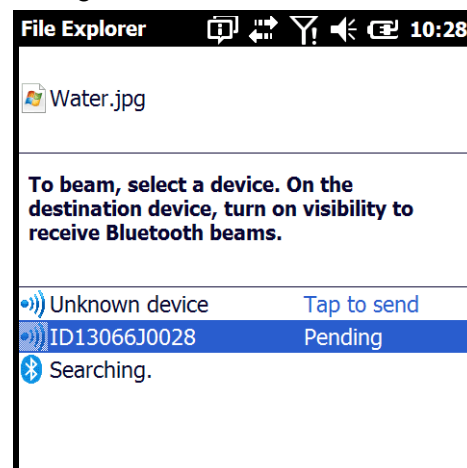 File Explorer 10:28
Water.jpg
To beam, select a device. On the
destination device, turn on visibility to
receive Bluetooth beams.
Unknown device Tap to send
ID13066J0028 Pending
Searching.